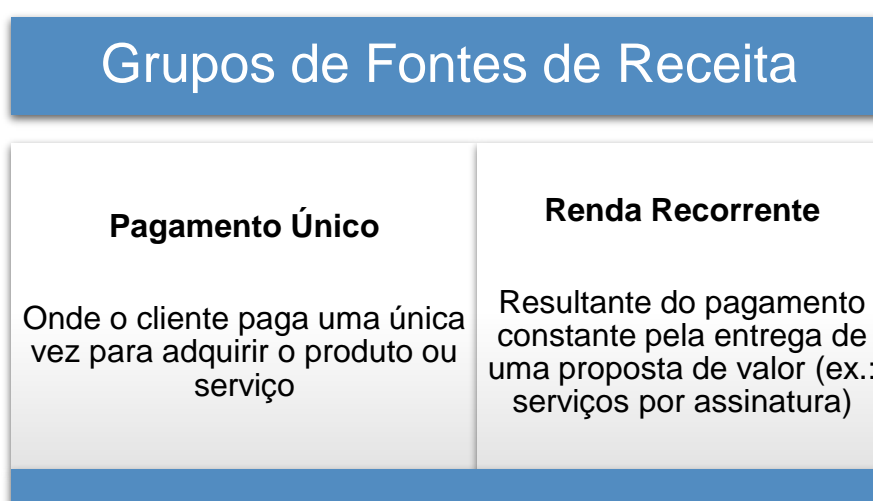 Grupos de Fontes de Receita
Pagamento Único
Onde o cliente paga uma única
vez para adquirir o produto ou
serviço
Renda Recorrente
Resultante do pagamento
constante pela entrega de
uma proposta de valor (ex.:
serviços por assinatura)